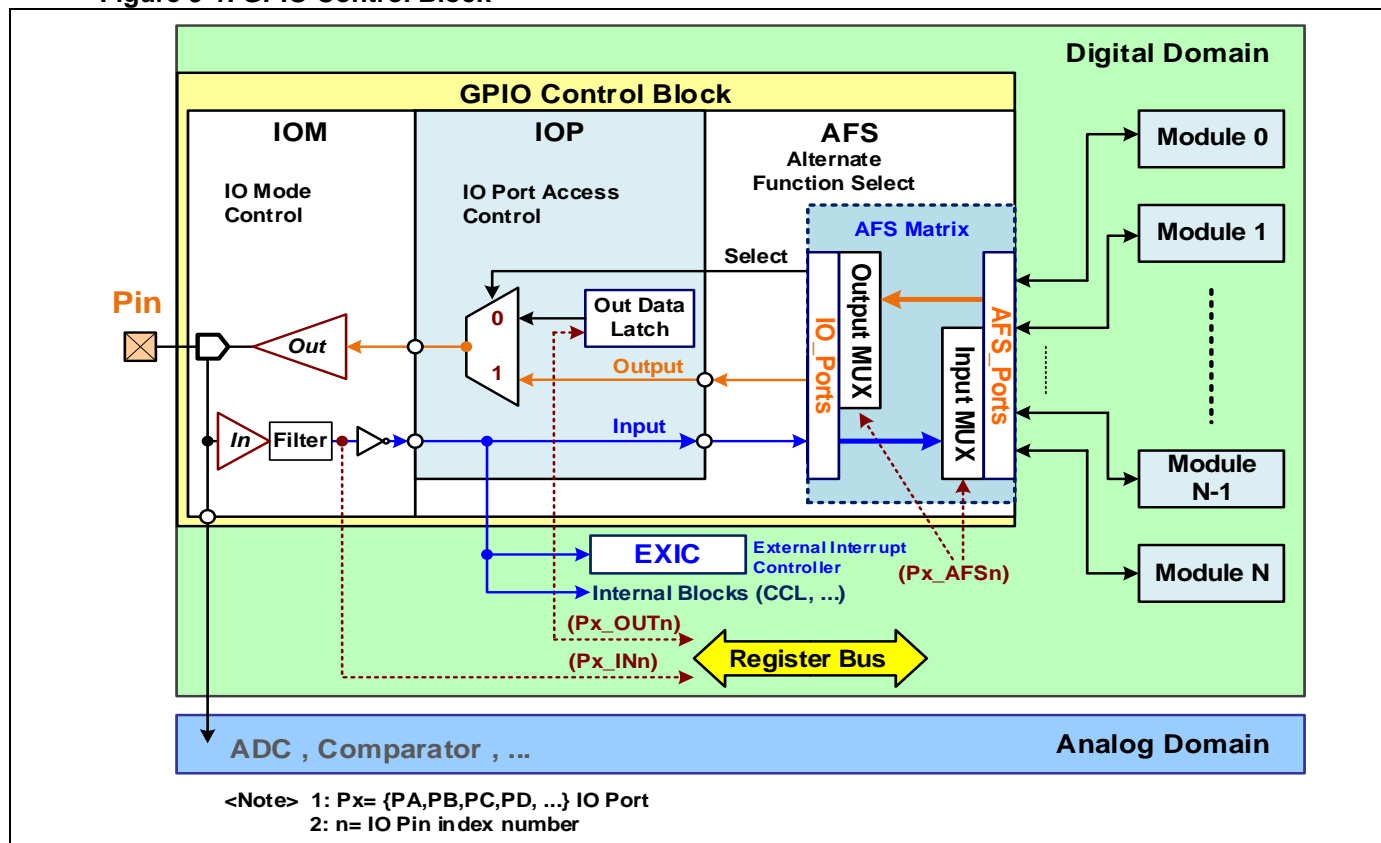 Digital Domain
GPIO Control Block
IOM
IOP
AFS
IO Mode
Control
IO Port Access
Control
Alternate
Function Select
AFS Matrix
Select
Module 0
Module 1
Module
N-1
Module N
Pin
Out
0
1
Out Data
Latch
Output
Input
IO_Ports
Output MUX
Input MUX
AFS_Ports
In
Filter
EXIC
External Interrupt
Controller
Internal Blocks (CCL, ...)
(Px_AFSn)
(Px_OUTn)
(Px_INn)
Register Bus
ADC , Comparator , ...
Analog Domain
<Note> 1: Px= {PA,PB,PC,PD, ...} IO Port
2: n= IO Pin index number